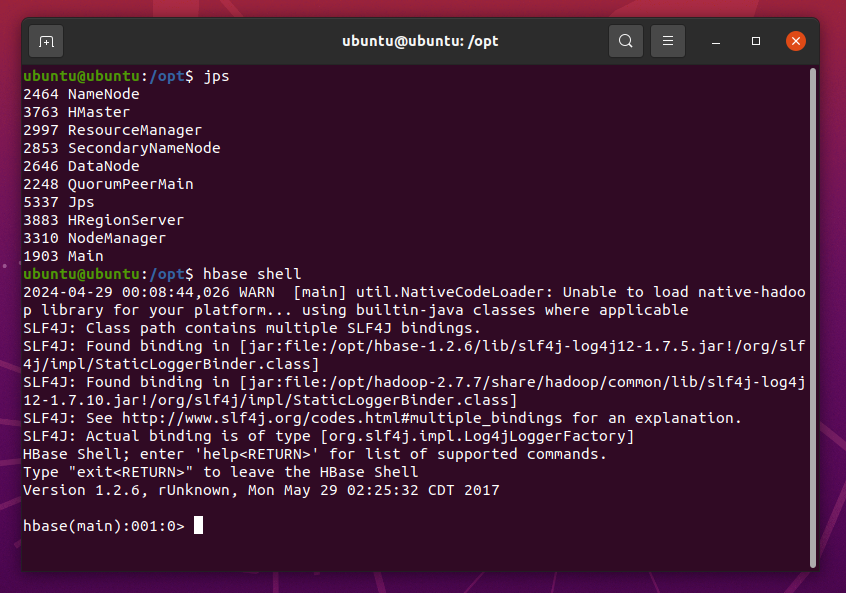 ubuntu@ubuntu: /opt
ubuntu@ubuntu:/opt$ jps
2464 NameNode
3763 HMaster
2997 ResourceManager
2853 SecondaryNameNode
2646 DataNode
2248 QuorumPeerMain
5337 Jps
3883 HRegionServer
3310 NodeManager
1903 Main
ubuntu@ubuntu:/opt$ hbase shell
2024-04-29 00:08:44,026 WARN  [main] util.NativeCodeLoader: Unable to load native-hadoo
p library for your platform... using builtin-java classes where applicable
SLF4J: Class path contains multiple SLF4J bindings.
SLF4J: Found binding in [jar:file:/opt/hbase-1.2.6/lib/slf4j-log4j12-1.7.5.jar!/org/slf
4j/impl/StaticLoggerBinder.class]
SLF4J: Found binding in [jar:file:/opt/hadoop-2.7.7/share/hadoop/common/lib/slf4j-log4j
12-1.7.10.jar!/org/slf4j/impl/StaticLoggerBinder.class]
SLF4J: See http://www.slf4j.org/codes.html#multiple_bindings for an explanation.
SLF4J: Actual binding is of type [org.slf4j.impl.Log4jLoggerFactory]
HBase Shell; enter 'help<RETURN>' for list of supported commands.
Type "exit<RETURN>" to leave the HBase Shell
Version 1.2.6, rUnknown, Mon May 29 02:25:32 CDT 2017
hbase(main):001:0>